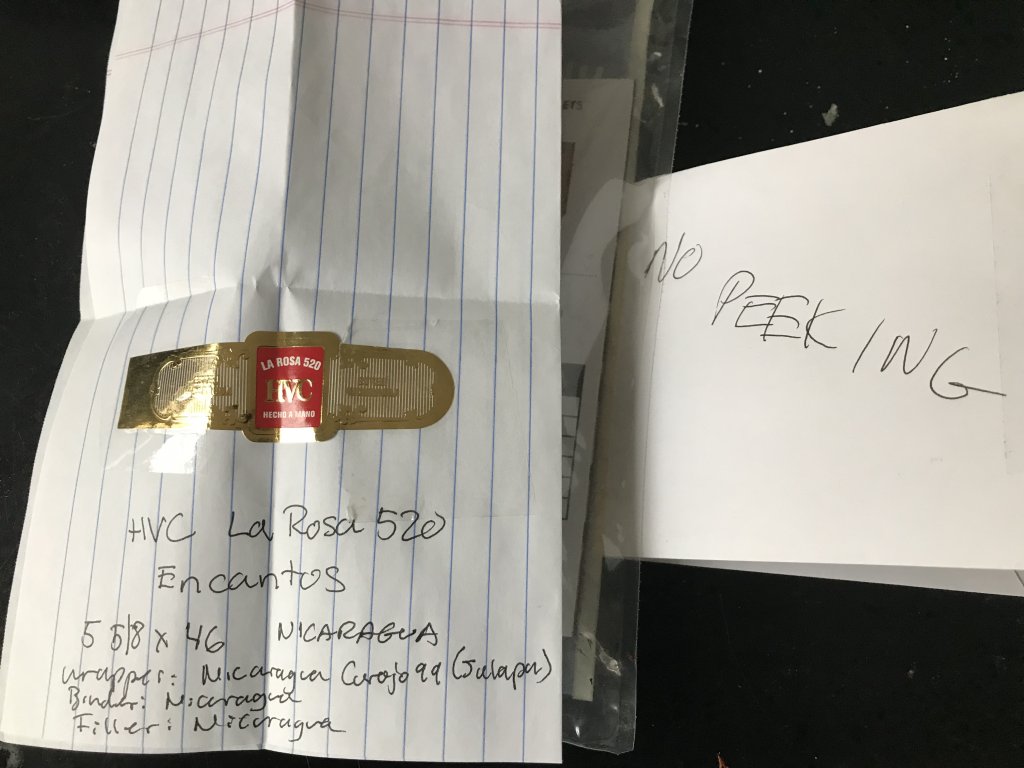 LA ROSA 520
HVC
HECHO A MANO
HVC La Rosa 520
Encantos
5 5/8 x 46 NICARAGUA
wrapper: Nicaragua Corojo 99 (Jalapa)
Binder: Nicaragua
Filler: Nicaragua
NO
PEEKING
ERS